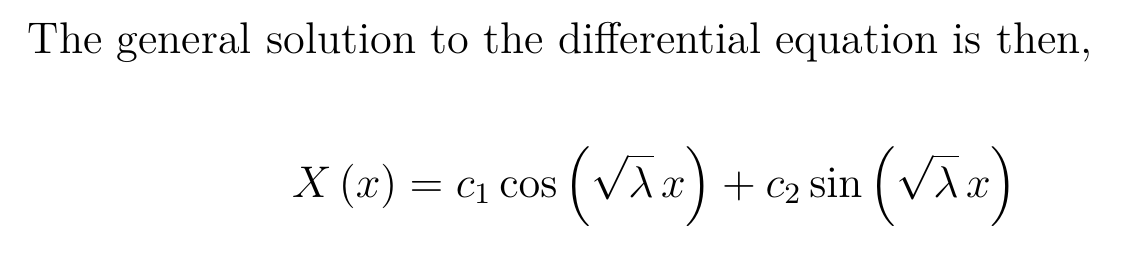 The general solution to the differential equation is then,
X (x) = c₁ cos (√λ x) + c₂ sin (√λ x)